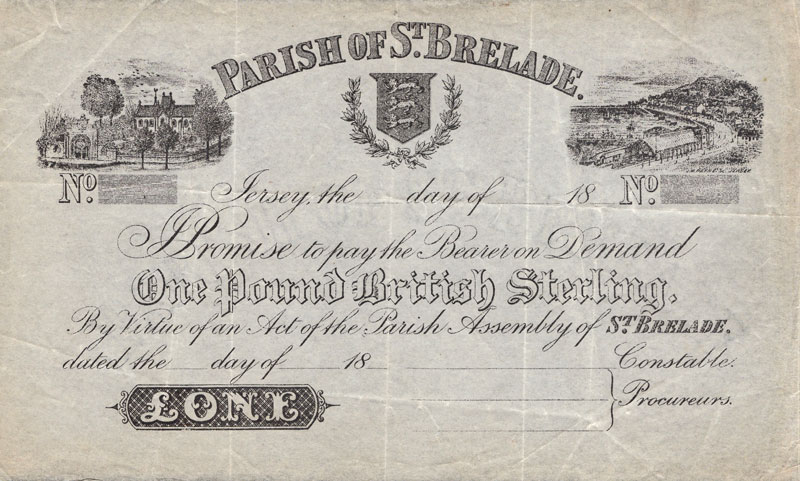 PARISH OF ST. BRELADE.
No. No.
Jersey, the day of 18
I Promise to pay the Bearer on Demand
One Pound British Sterling,
By Virtue of an Act of the Parish Assembly of ST. BRELADE.
dated the day of 18 Constable.
Procureurs.
£ONE